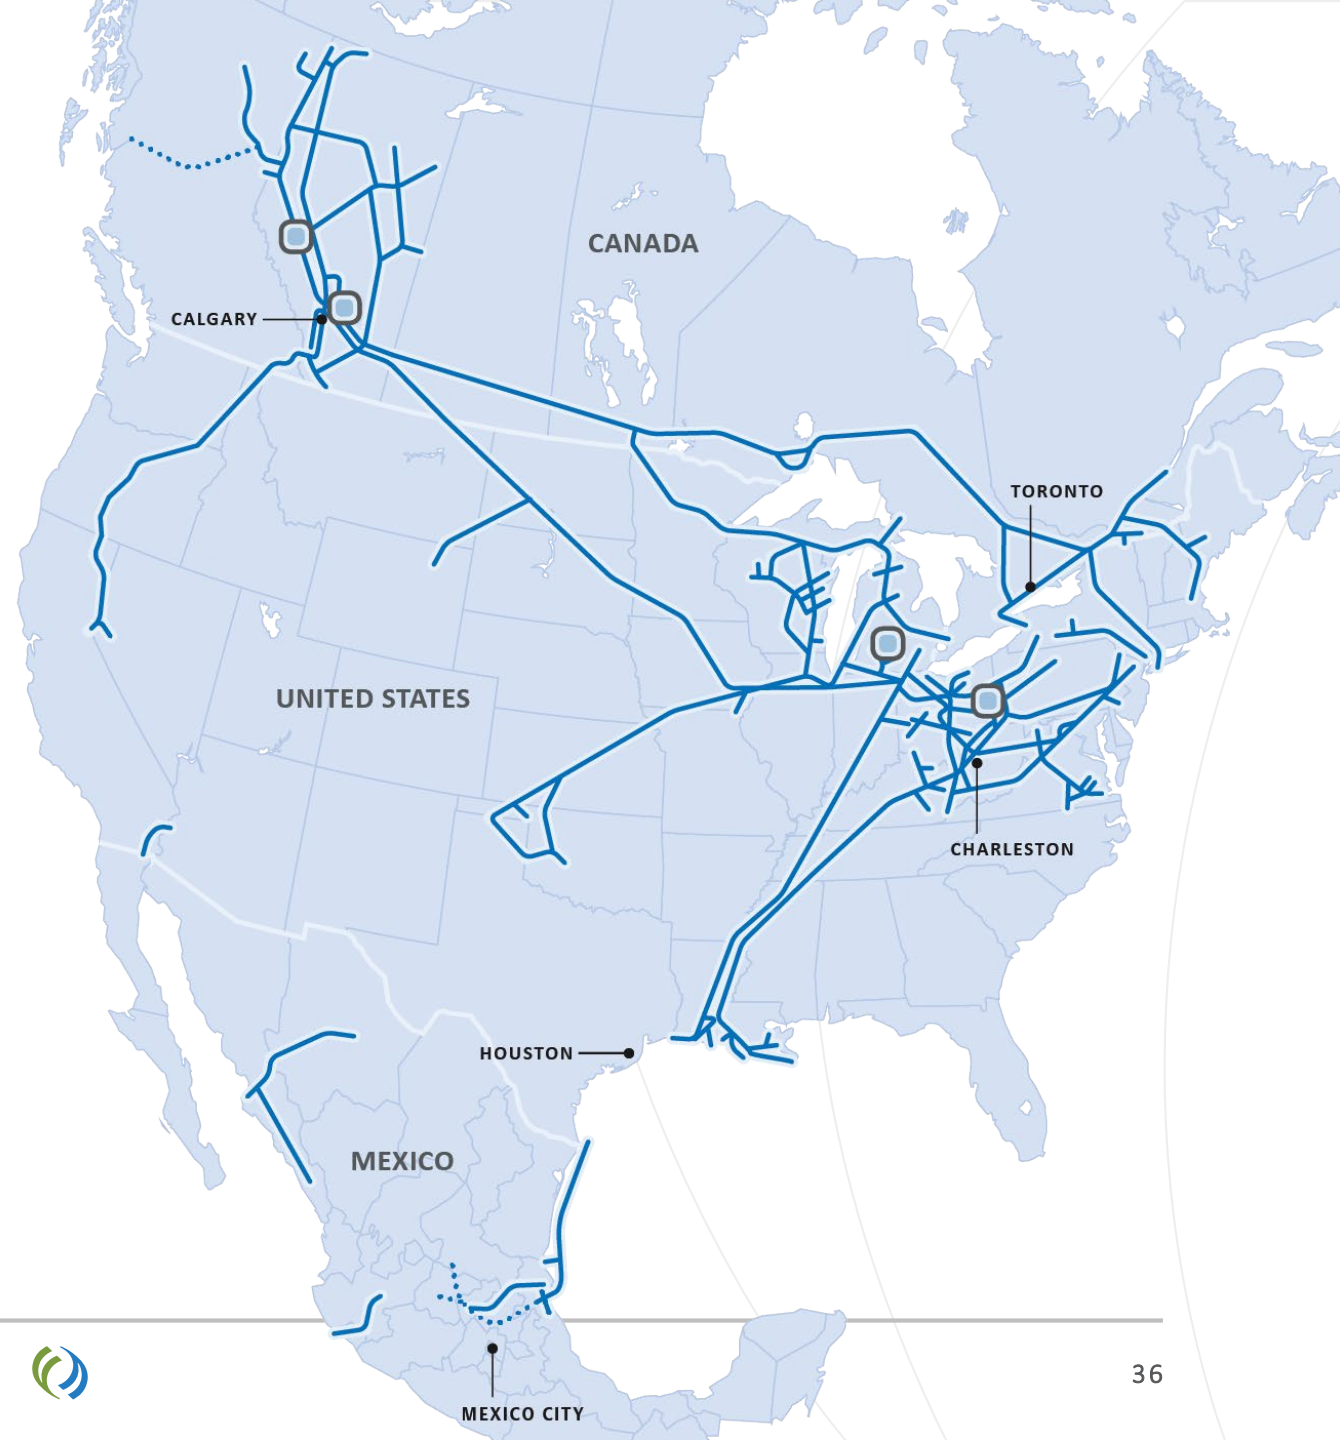 CANADA
CALGARY
TORONTO
UNITED STATES
CHARLESTON
HOUSTON
MEXICO
36
MEXICO CITY